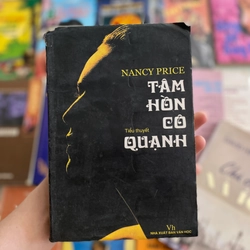 NANCY PRICE
TÂM
HỒN
CÔ
Tiểu thuyết
QUẠNH
Vh
NHÀ XUẤT BẢN VĂN HỌC